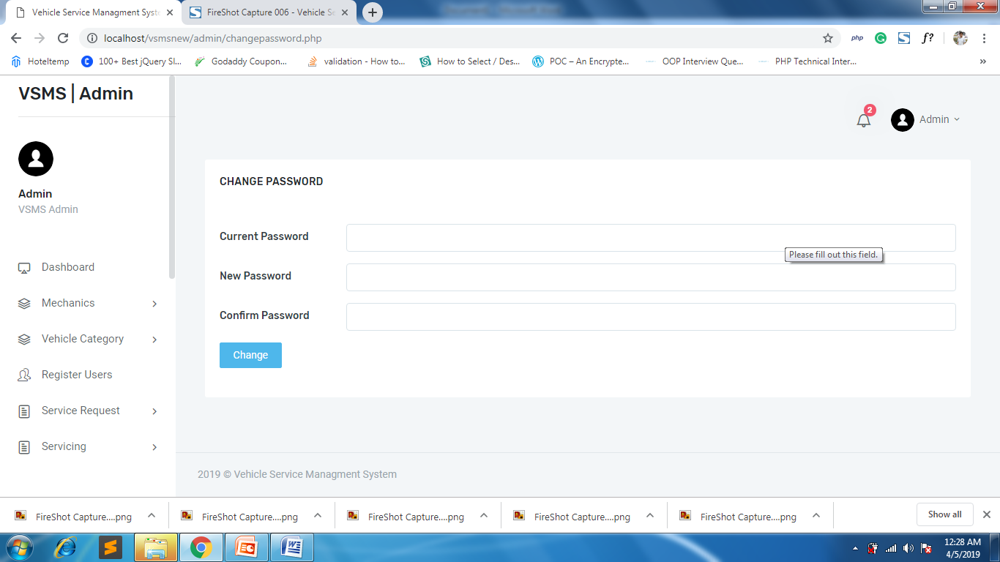 Vehicle Service Managment Syste
FireShot Capture 006 - Vehicle Se
localhost/vsmsnew/admin/changepassword.php
php
f?
Hoteltemp
100+ Best jQuery Sl...
Godaddy Coupon...
validation - How to...
How to Select / Des...
POC – An Encrypte...
OOP Interview Que...
PHP Technical Inter...
VSMS | Admin
2
Admin
Admin
VSMS Admin
Dashboard
Mechanics
Vehicle Category
Register Users
Service Request
Servicing
CHANGE PASSWORD
Current Password
Please fill out this field.
New Password
Confirm Password
Change
2019 © Vehicle Service Managment System
FireShot Capture....png
FireShot Capture....png
FireShot Capture....png
FireShot Capture....png
FireShot Capture....png
Show all
12:28 AM
4/5/2019